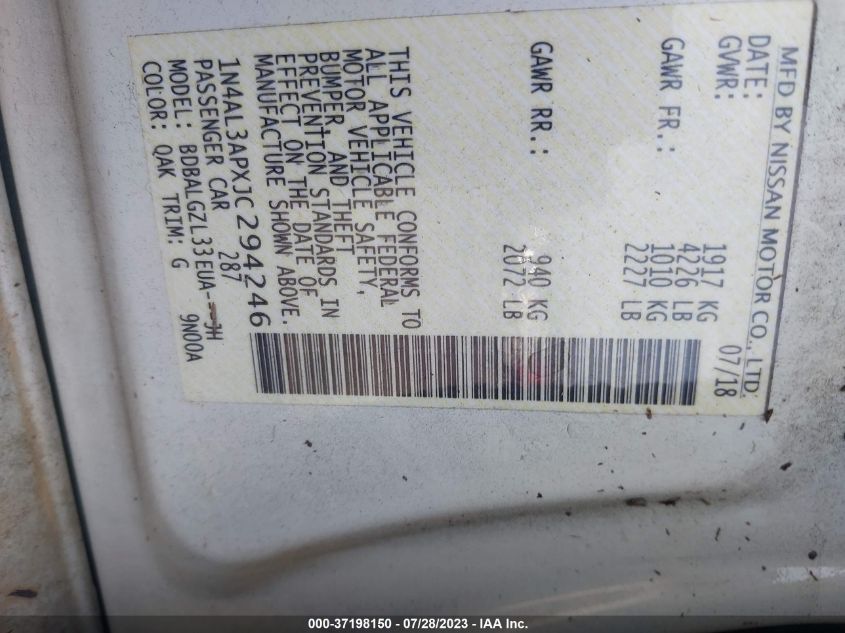 MFD BY NISSAN MOTOR CO., LTD.
DATE: 07/18
GVWR: 1917 KG
4226 LB
GAWR FR.: 1010 KG
2227 LB
GAWR RR.: 940 KG
2072 LB
THIS VEHICLE CONFORMS TO
ALL APPLICABLE FEDERAL
MOTOR VEHICLE SAFETY,
BUMPER, AND THEFT
PREVENTION STANDARDS IN
EFFECT ON THE DATE OF
MANUFACTURE SHOWN ABOVE.
1N4AL3APXJC294246
PASSENGER CAR 287
MODEL: BDBALGZL33EUA---JH
COLOR: QAK TRIM: G 9N00A
000-37198150 / 07/28/2023 - IAA Inc.